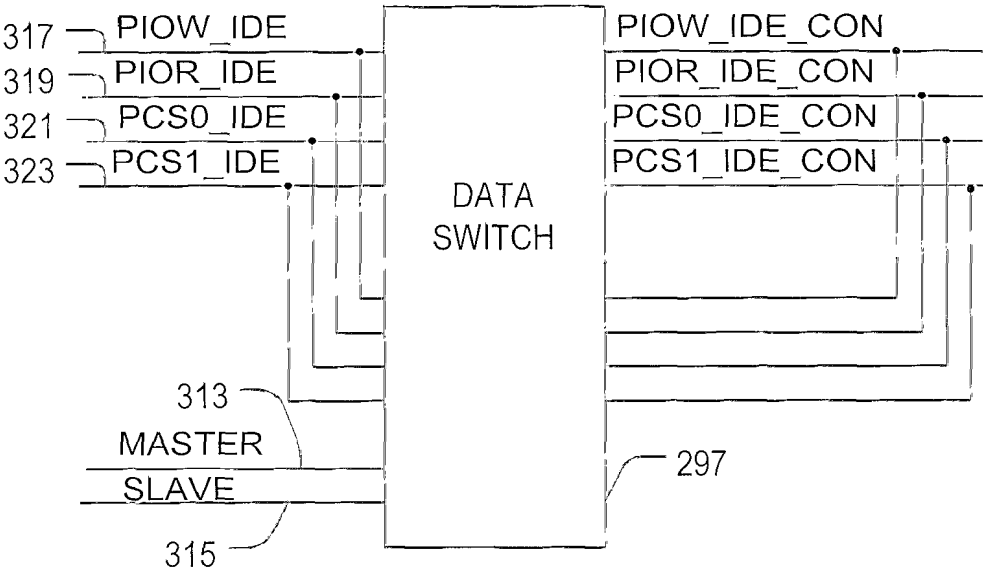 317 PIOW_IDE PIOW_IDE_CON
319 PIOR_IDE PIOR_IDE_CON
321 PCS0_IDE PCS0_IDE_CON
323 PCS1_IDE PCS1_IDE_CON
DATA
SWITCH
313
MASTER
297
SLAVE
315